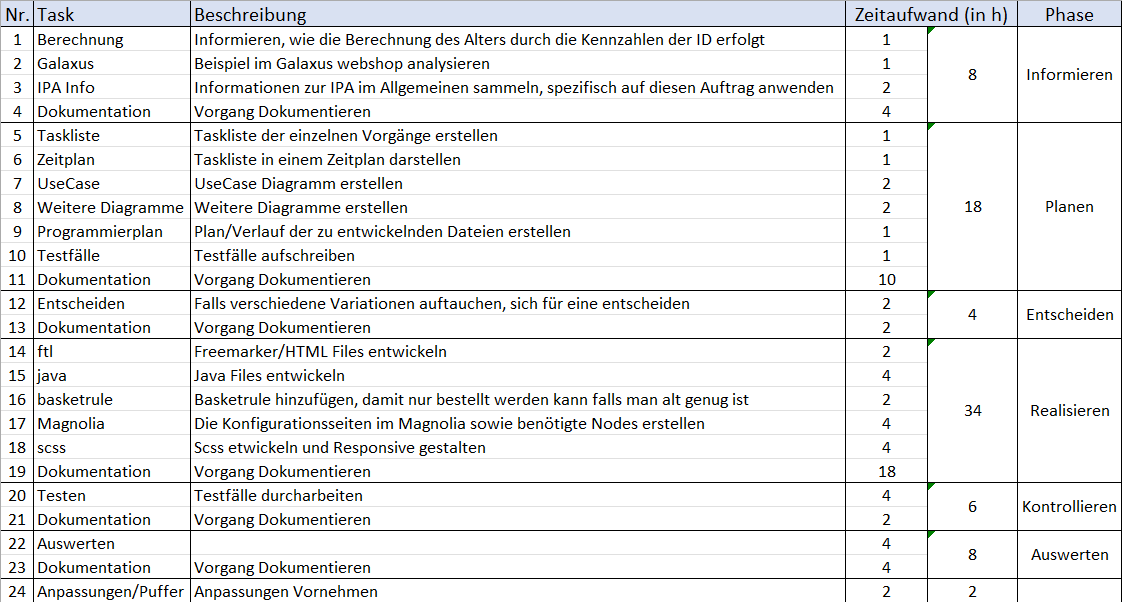 Nr. Task Beschreibung Zeitaufwand (in h) Phase
1 Berechnung Informieren, wie die Berechnung des Alters durch die Kennzahlen der ID erfolgt 1
2 Galaxus Beispiel im Galaxus webshop analysieren 1
8 Informieren
3 IPA Info Informationen zur IPA im Allgemeinen sammeln, spezifisch auf diesen Auftrag anwenden 2
4 Dokumentation Vorgang Dokumentieren 4
5 Taskliste Taskliste der einzelnen Vorgänge erstellen 1
6 Zeitplan Taskliste in einem Zeitplan darstellen 1
7 UseCase UseCase Diagramm erstellen 2
8 Weitere Diagramme Weitere Diagramme erstellen 2 18 Planen
9 Programmierplan Plan/Verlauf der zu entwickelnden Dateien erstellen 1
10 Testfälle Testfälle aufschreiben 1
11 Dokumentation Vorgang Dokumentieren 10
12 Entscheiden Falls verschiedene Variationen auftauchen, sich für eine entscheiden 2
4 Entscheiden
13 Dokumentation Vorgang Dokumentieren 2
14 ftl Freemarker/HTML Files entwickeln 2
15 java Java Files entwickeln 4
16 basketrule Basketrule hinzufügen, damit nur bestellt werden kann falls man alt genug ist 2
34 Realisieren
17 Magnolia Die Konfigurationsseiten im Magnolia sowie benötigte Nodes erstellen 4
18 scss Scss etwickeln und Responsive gestalten 4
19 Dokumentation Vorgang Dokumentieren 18
20 Testen Testfälle durcharbeiten 4
6 Kontrollieren
21 Dokumentation Vorgang Dokumentieren 2
22 Auswerten 4
8 Auswerten
23 Dokumentation Vorgang Dokumentieren 4
24 Anpassungen/Puffer Anpassungen Vornehmen 2 2